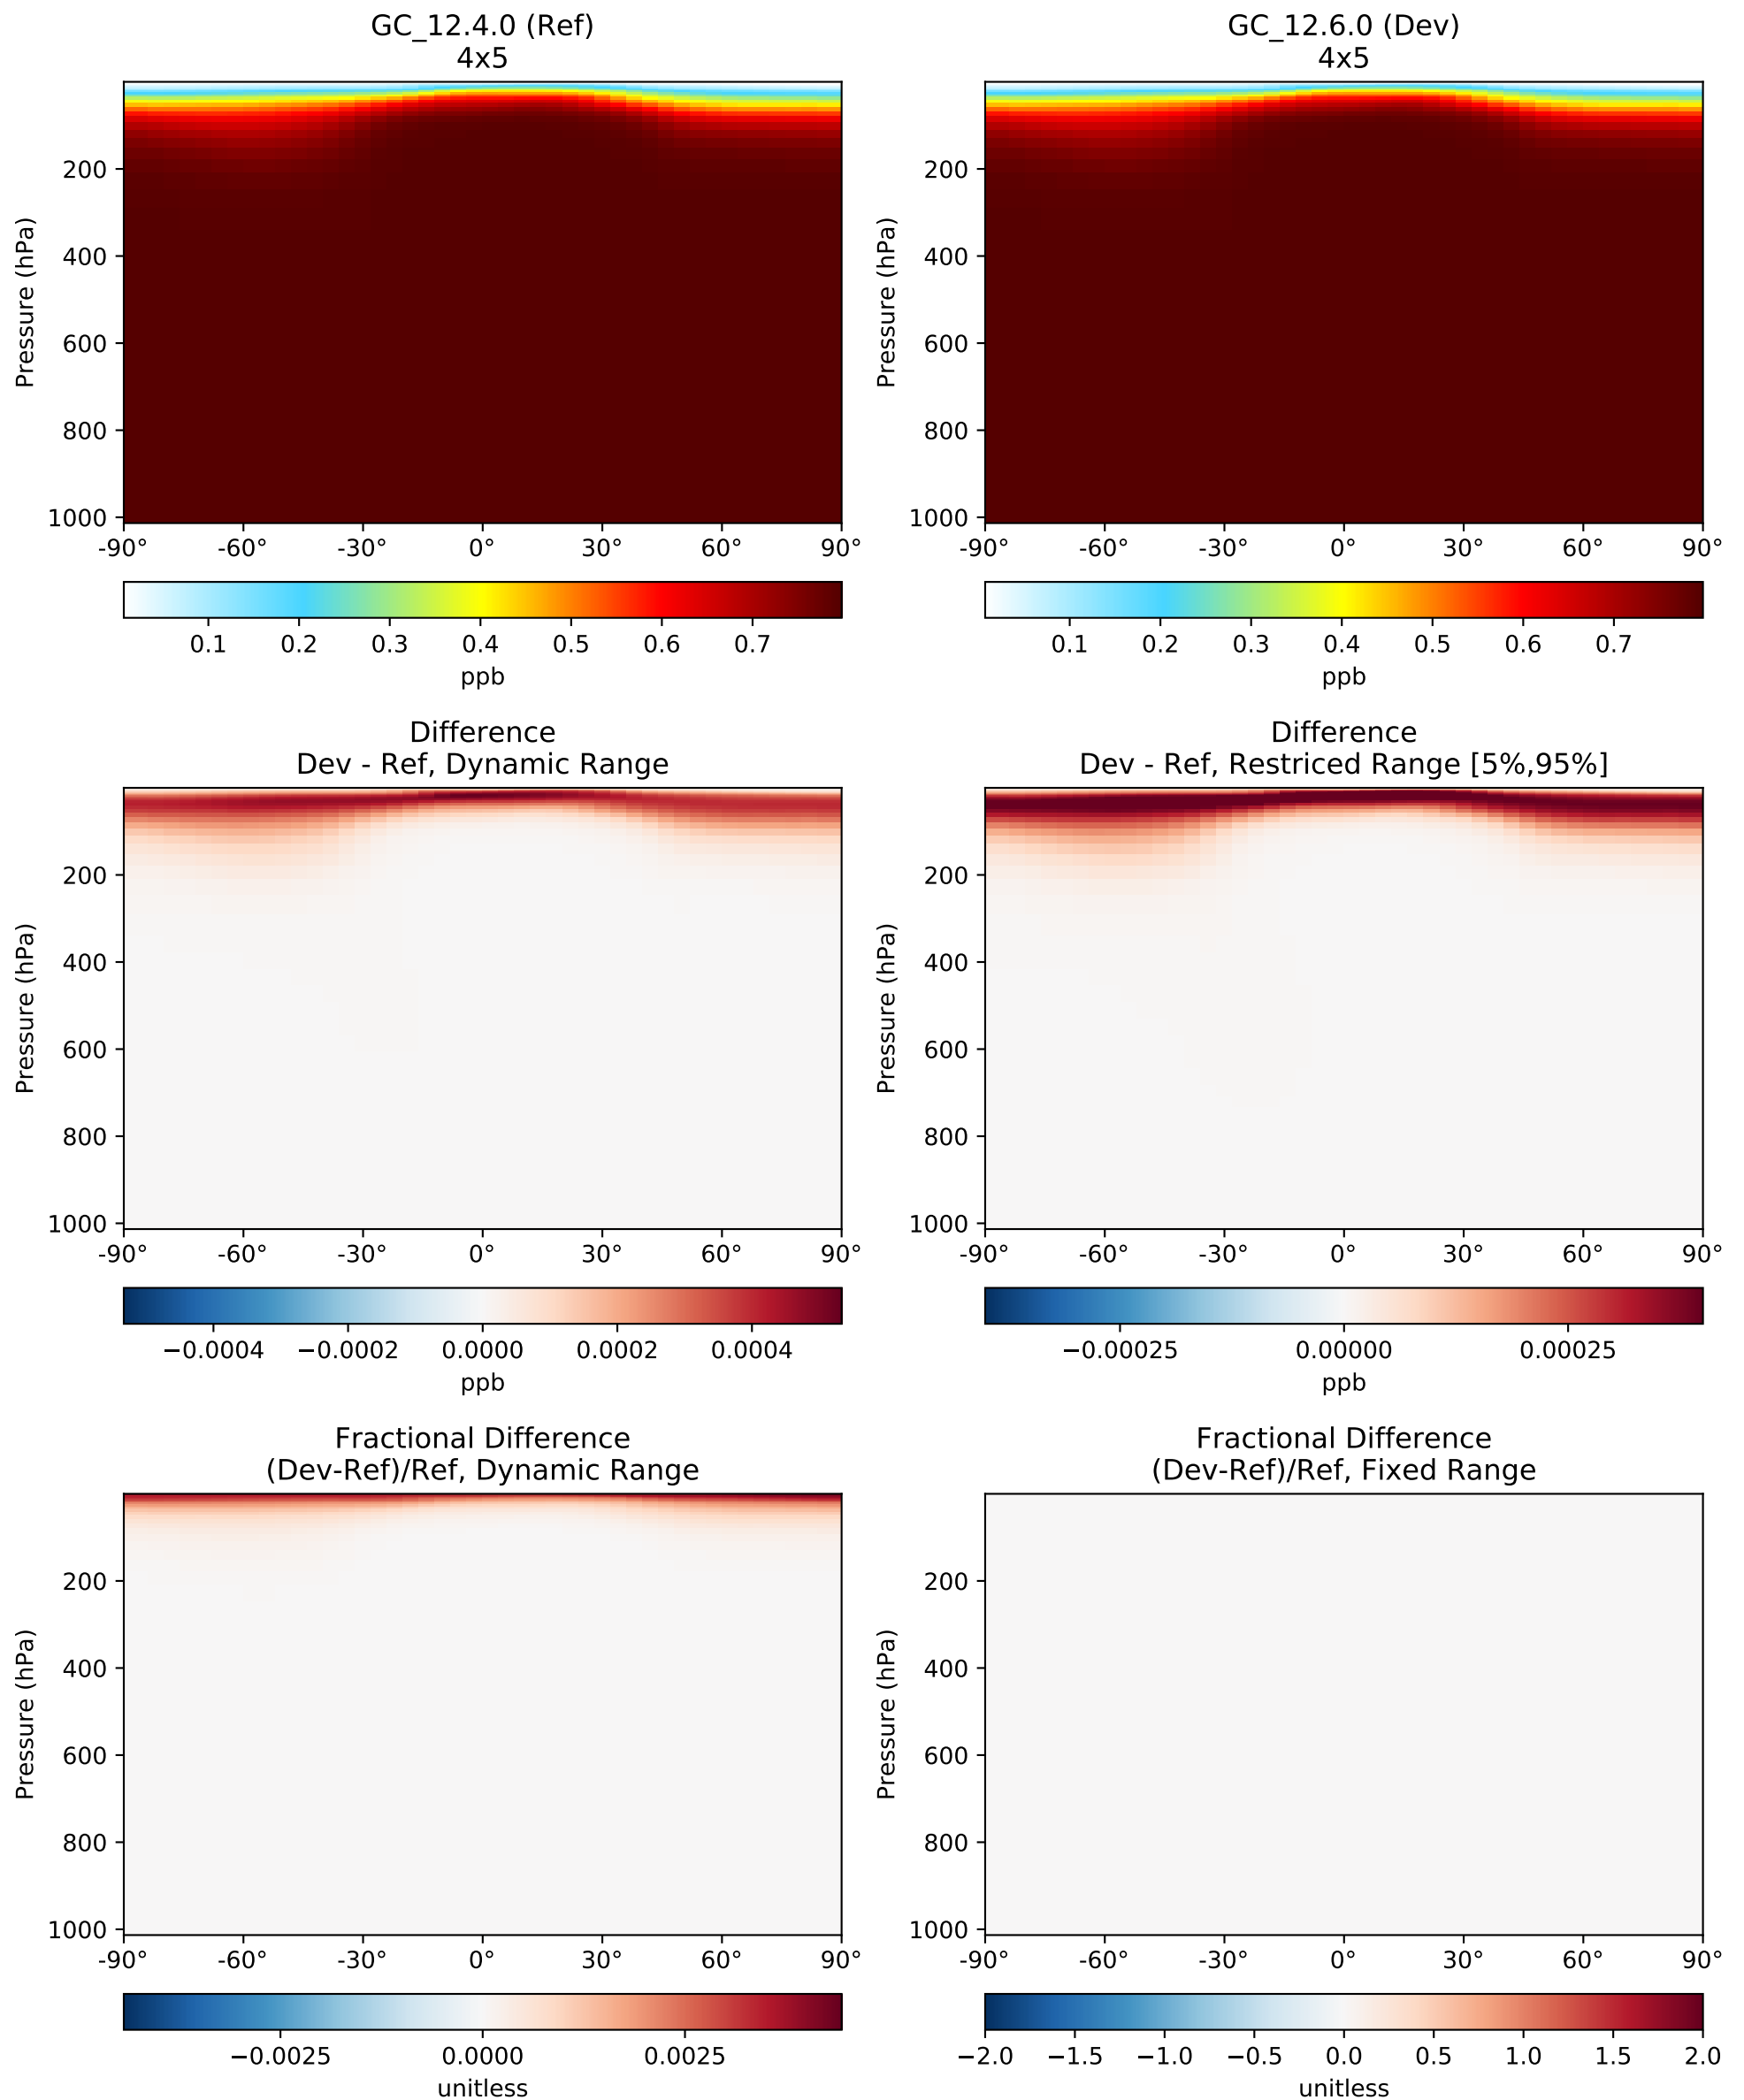 GC_12.4.0 (Ref)
4x5
Pressure (hPa)
200
400
600
800
1000
-90° -60° -30° 0° 30° 60° 90°
0.1 0.2 0.3 0.4 0.5 0.6 0.7
ppb
GC_12.6.0 (Dev)
4x5
Pressure (hPa)
200
400
600
800
1000
-90° -60° -30° 0° 30° 60° 90°
0.1 0.2 0.3 0.4 0.5 0.6 0.7
ppb
Difference
Dev - Ref, Dynamic Range
Pressure (hPa)
200
400
600
800
1000
-90° -60° -30° 0° 30° 60° 90°
−0.0004 −0.0002 0.0000 0.0002 0.0004
ppb
Difference
Dev - Ref, Restriced Range [5%,95%]
Pressure (hPa)
200
400
600
800
1000
-90° -60° -30° 0° 30° 60° 90°
−0.00025 0.00000 0.00025
ppb
Fractional Difference
(Dev-Ref)/Ref, Dynamic Range
Pressure (hPa)
200
400
600
800
1000
-90° -60° -30° 0° 30° 60° 90°
−0.0025 0.0000 0.0025
unitless
Fractional Difference
(Dev-Ref)/Ref, Fixed Range
Pressure (hPa)
200
400
600
800
1000
-90° -60° -30° 0° 30° 60° 90°
−2.0 −1.5 −1.0 −0.5 0.0 0.5 1.0 1.5 2.0
unitless